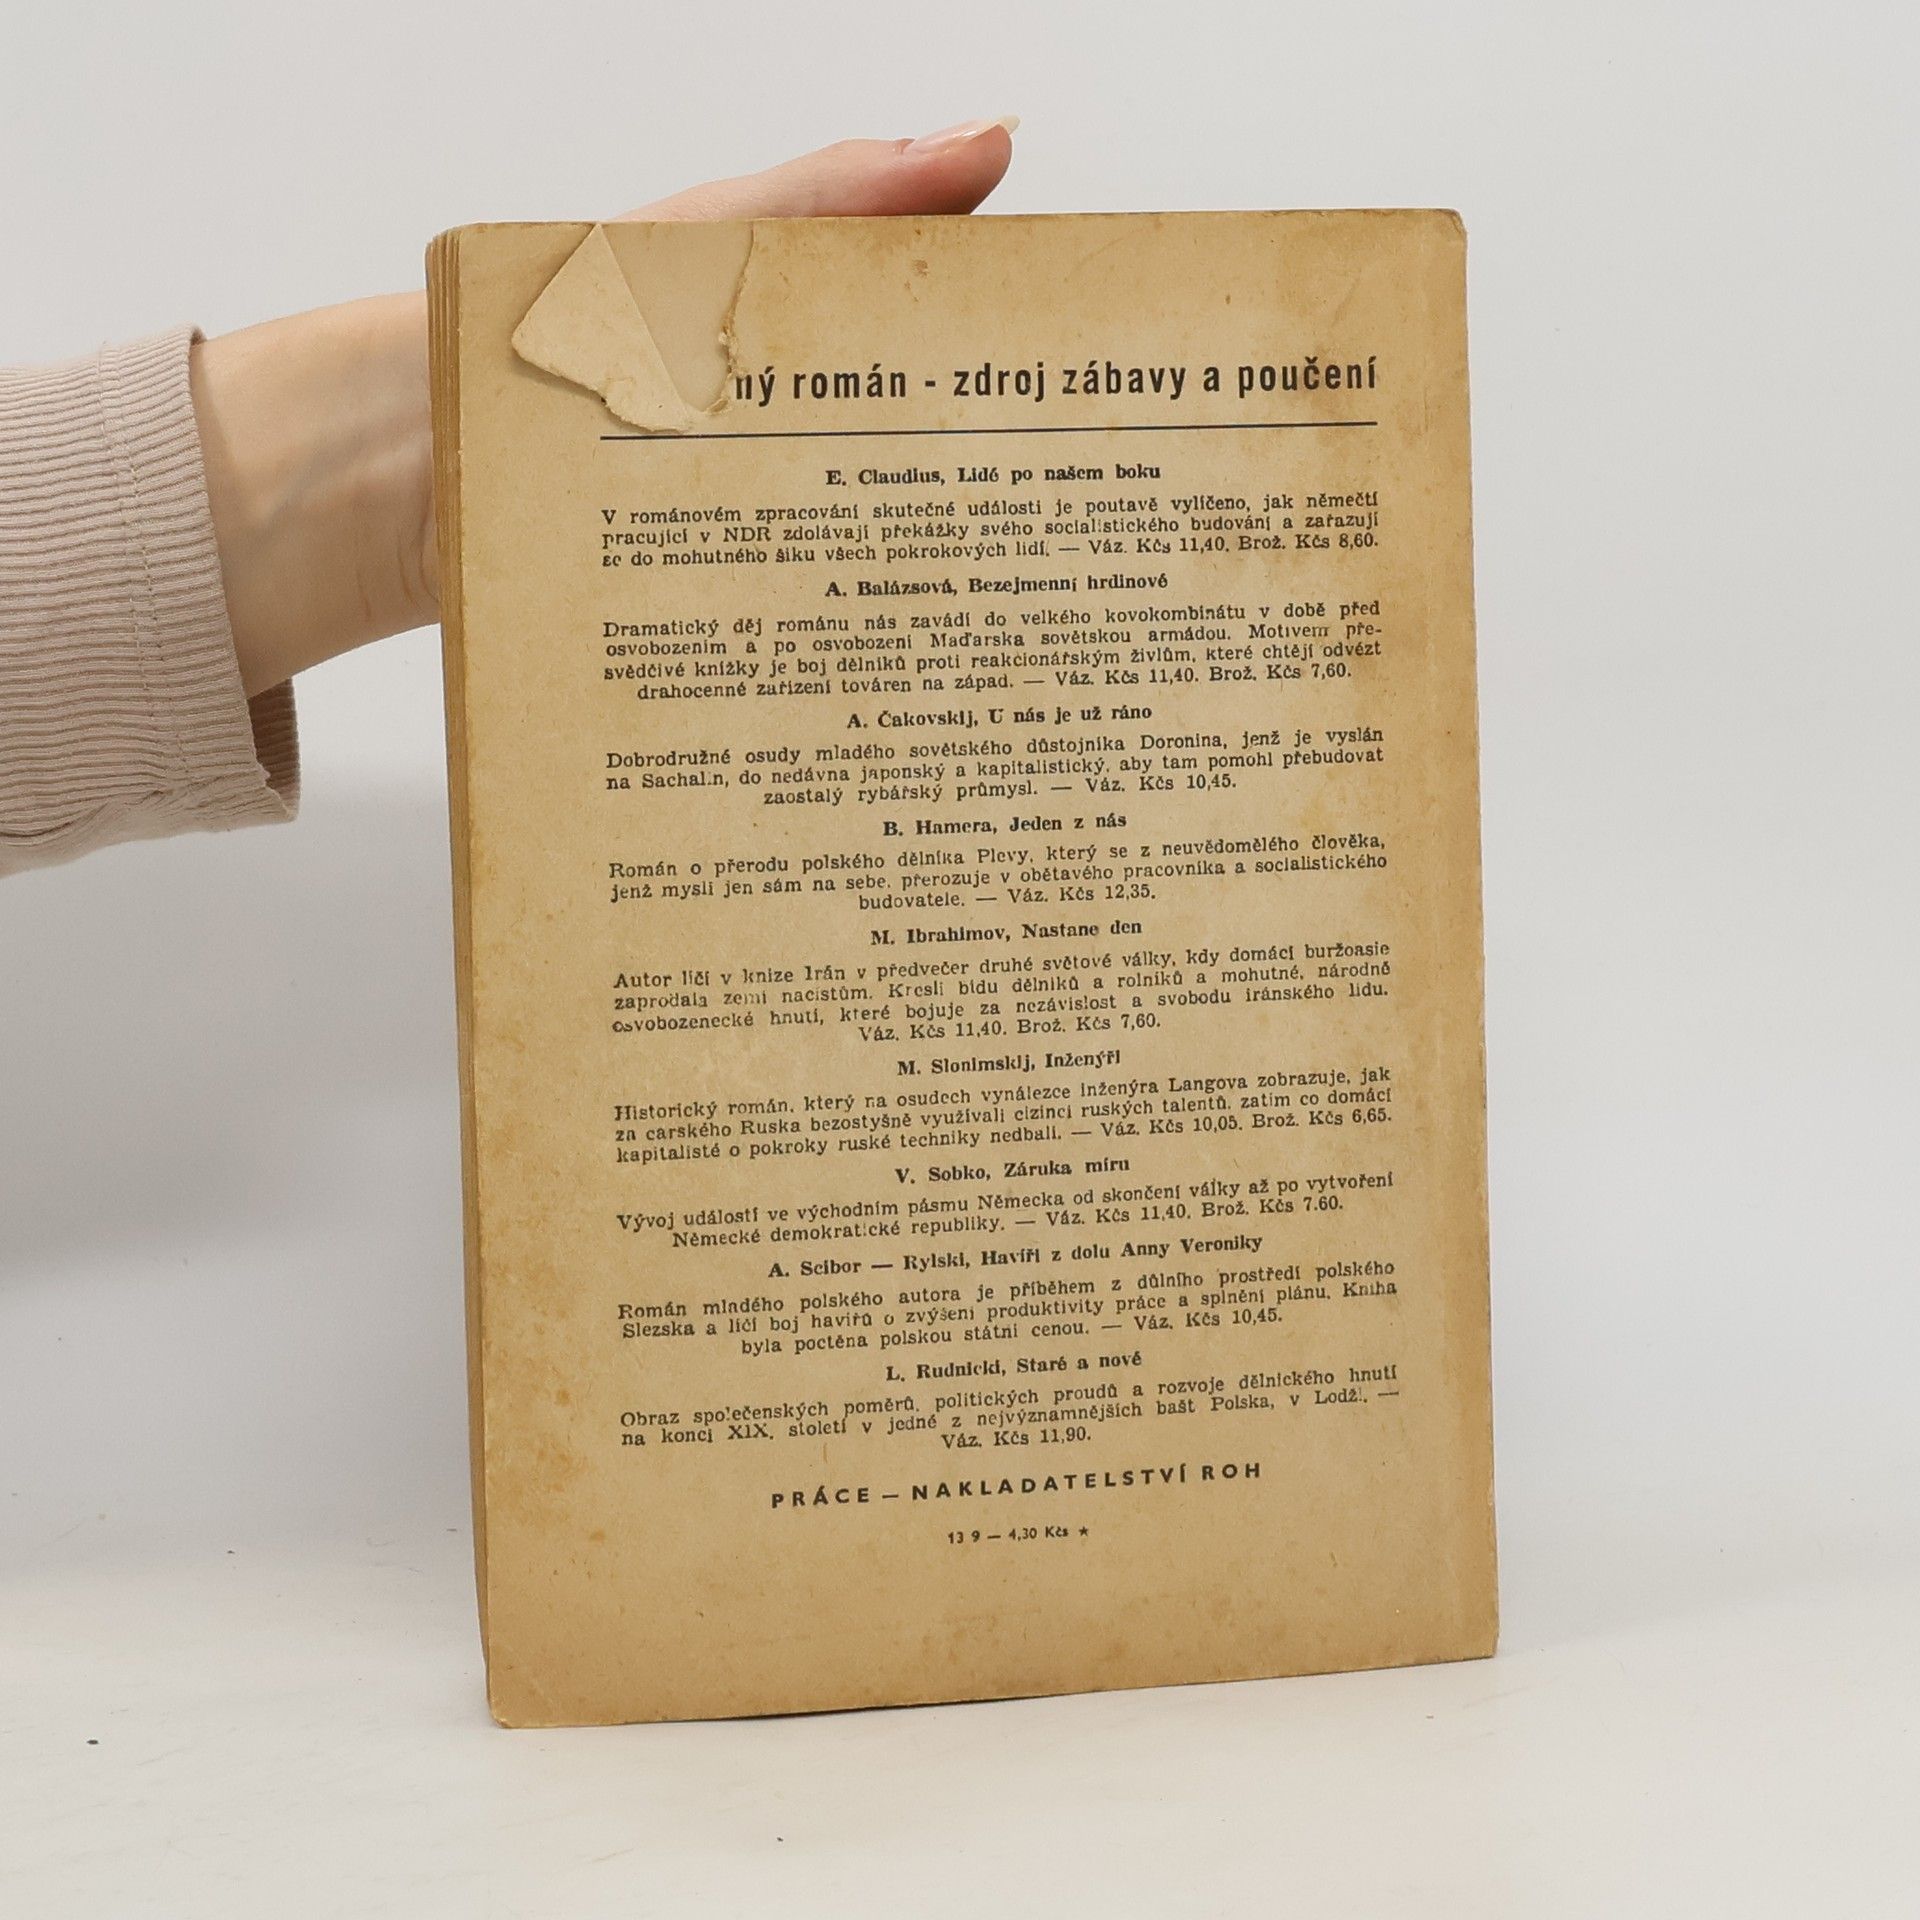 ný román - zdroj zábavy a poučení
E. Claudius, Lidé po našem boku
V románovém zpracování skutečné události je poutavě vylíčeno, jak němečtí
pracující v NDR zdolávají překážky svého socialistického budování a zařazují
se do mohutného šiku všech pokrokových lidí. — Váz. Kčs 11,40. Brož. Kčs 8,60.
A. Balázsová, Bezejmenní hrdinové
Dramatický děj románu nás zavádí do velkého kovokombinátu v době před
osvobozením a po osvobození Maďarska sovětskou armádou. Motivem pře-
svědčivé knížky je boj dělníků proti reakcionářským živlům, které chtějí odvézt
drahocenné zařízení továren na západ. — Váz. Kčs 11,40. Brož. Kčs 7,60.
A. Čakovskij, U nás je už ráno
Dobrodružné osudy mladého sovětského důstojníka Doronina, jenž je vyslán
na Sachalin, do nedávna japonský a kapitalistický, aby tam pomohl přebudovat
zaostalý rybářský průmysl. — Váz. Kčs 10,45.
B. Hamera, Jeden z nás
Román o přerodu polského dělníka Plevy, který se z neuvědomělého člověka,
jenž myslí jen sám na sebe, přerozuje v obětavého pracovníka a socialistického
budovatele. — Váz. Kčs 12,35.
M. Ibrahimov, Nastane den
Autor líčí v knize Irán v předvečer druhé světové války, kdy domácí buržoasie
zaprodala zemi nacistům. Kreslí bídu dělníků a rolníků a mohutné, národně
osvobozenecké hnutí, které bojuje za nezávislost a svobodu iránského lidu.
Váz. Kčs 11,40. Brož. Kčs 7,60.
M. Slonimskij, Inženýři
Historický román, který na osudech vynálezce inženýra Langova zobrazuje, jak
za carského Ruska bezostyšně využívali cizinci ruských talentů, zatím co domácí
kapitalisté o pokroky ruské techniky nedbali. — Váz. Kčs 10,05. Brož. Kčs 6,65.
V. Sobko, Záruka míru
Vývoj událostí ve východním pásmu Německa od skončení války až po vytvoření
Německé demokratické republiky. — Váz. Kčs 11,40. Brož. Kčs 7.60.
A. Scibor — Rylski, Havíři z dolu Anny Veroniky
Román mladého polského autora je příběhem z důlního prostředí polského
Slezska a líčí boj havířů o zvýšení produktivity práce a splnění plánu. Kniha
byla poctěna polskou státní cenou. — Váz. Kčs 10,45.
L. Rudnicki, Staré a nové
Obraz společenských poměrů, politických proudů a rozvoje dělnického hnutí
na konci XIX. století v jedné z nejvýznamnějších bašt Polska, v Lodži. —
Váz. Kčs 11,90.
PRÁCE — NAKLADATELSTVÍ ROH
13 9 — 4,30 Kčs ★